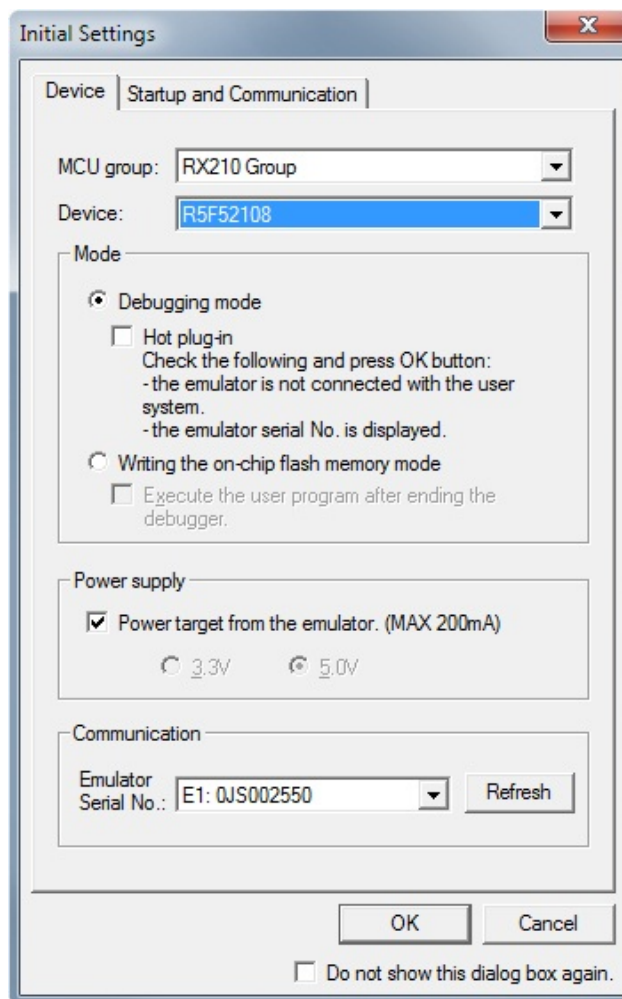 Initial Settings
Device
Startup and Communication
MCU group:
RX210 Group
Device:
R5F52108
Mode
Debugging mode
Hot plug-in
Check the following and press OK button:
-the emulator is not connected with the user
system.
-the emulator serial No. is displayed.
Writing the on-chip flash memory mode
Execute the user program after ending the
debugger.
Power supply
Power target from the emulator. (MAX 200mA)
3.3V
5.0V
Communication
Emulator
Serial No.:
E1: 0JS002550
Refresh
OK
Cancel
Do not show this dialog box again.